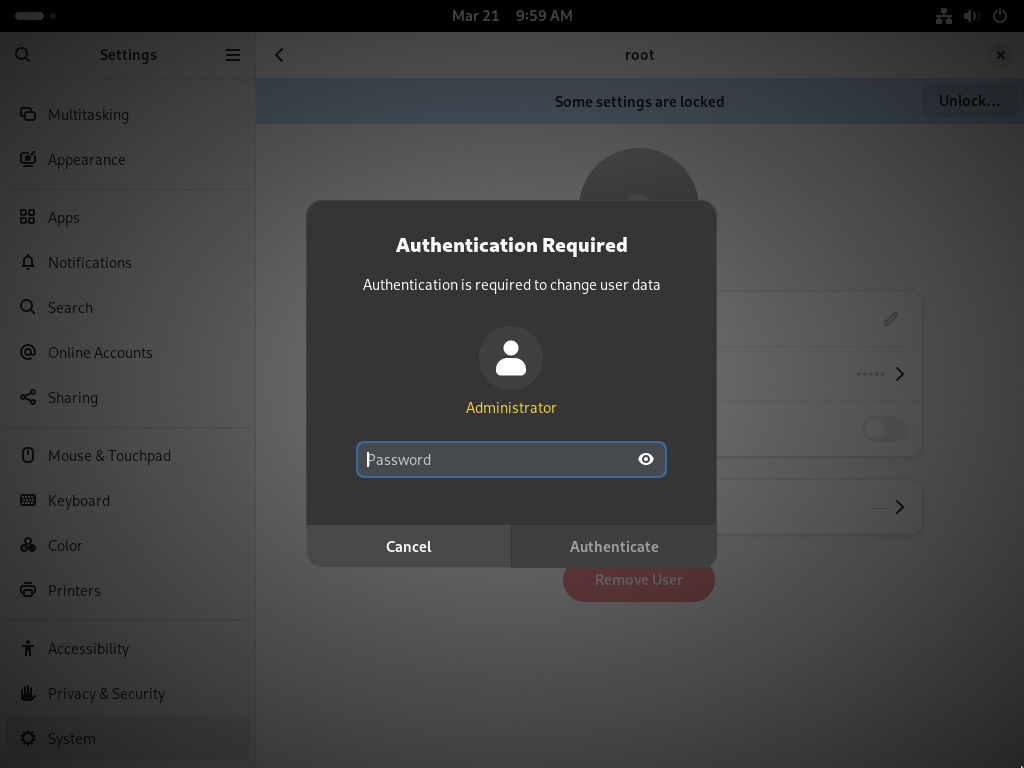 Mar 21 9:59 AM
Settings
root
Some settings are locked
Unlock...
Multitasking
Appearance
Apps
Notifications
Search
Online Accounts
Sharing
Mouse & Touchpad
Keyboard
Color
Printers
Accessibility
Privacy & Security
System
Authentication Required
Authentication is required to change user data
Administrator
Password
Cancel
Authenticate
Remove User